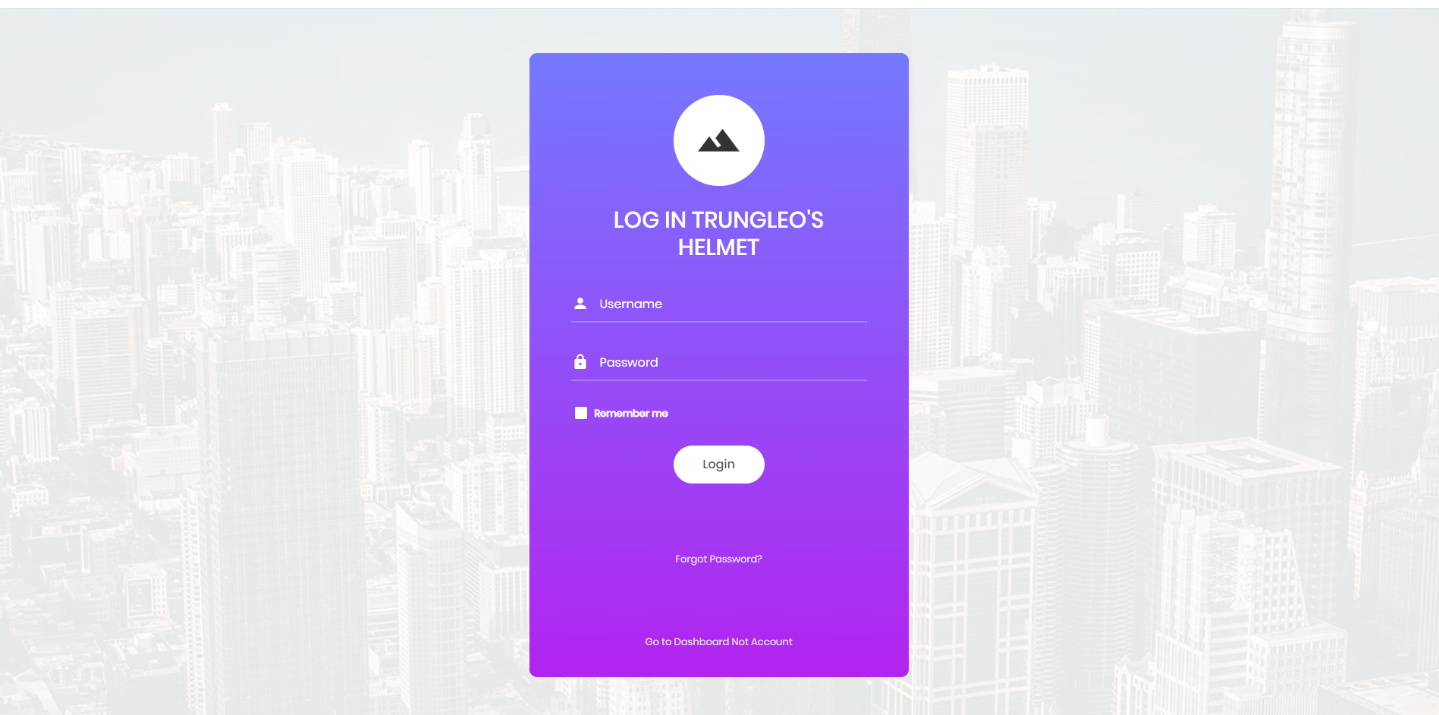 LOG IN TRUNGLEO'S
HELMET
Username
Password
Remember me
Login
Forgot Password?
Go to Dashboard Not Account